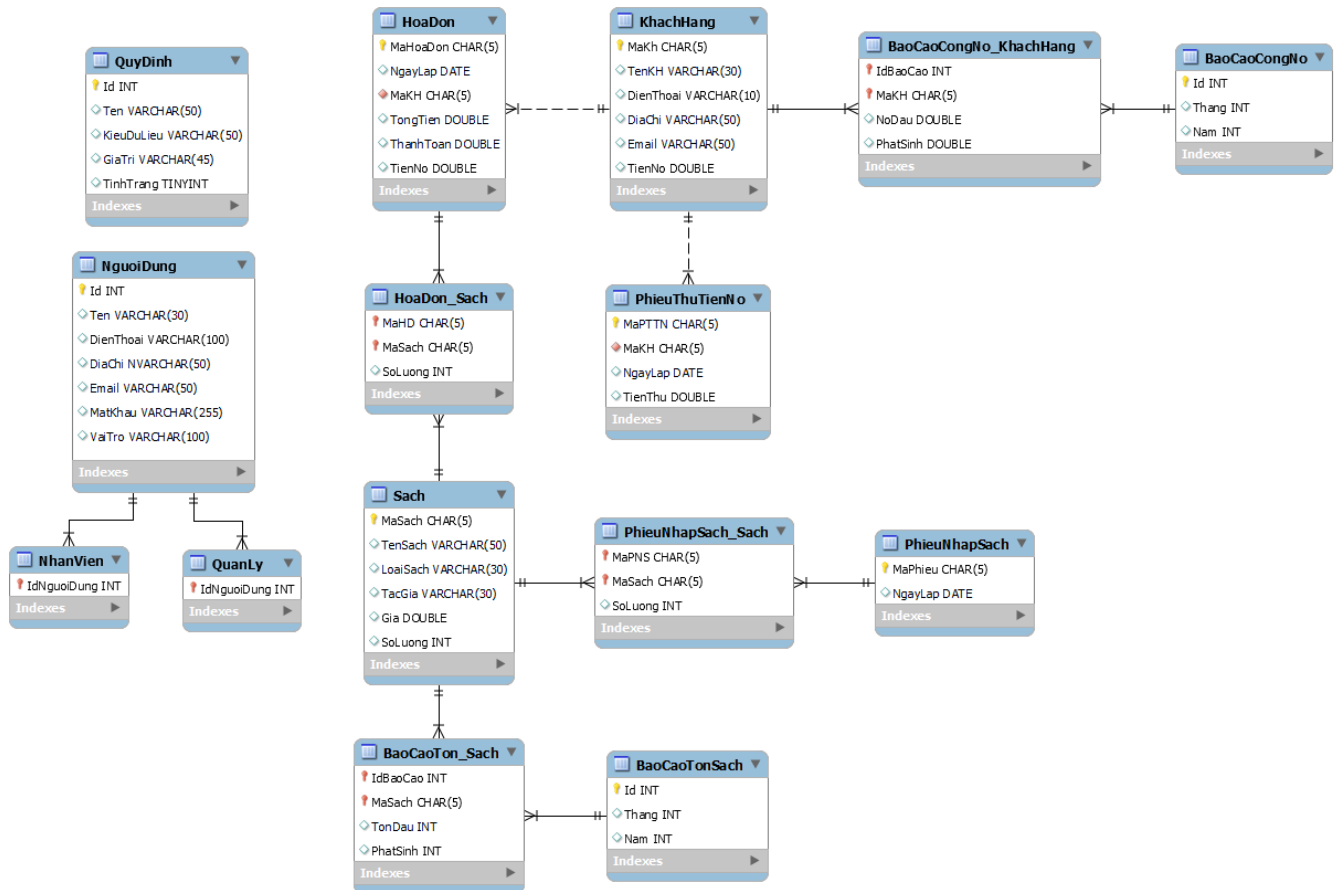 QuyDinh
Id INT
Ten VARCHAR(50)
KieuDuLieu VARCHAR(50)
GiaTri VARCHAR(45)
TinhTrang TINYINT
Indexes
HoaDon
MaHoaDon CHAR(5)
NgayLap DATE
MaKH CHAR(5)
TongTien DOUBLE
ThanhToan DOUBLE
TienNo DOUBLE
Indexes
KhachHang
MaKh CHAR(5)
TenKH VARCHAR(30)
DienThoai VARCHAR(10)
DiaChi VARCHAR(50)
Email VARCHAR(50)
TienNo DOUBLE
Indexes
BaoCaoCongNo_KhachHang
IdBaoCao INT
MaKH CHAR(5)
NoDau DOUBLE
PhatSinh DOUBLE
Indexes
BaoCaoCongNo
Id INT
Thang INT
Nam INT
Indexes
NguoiDung
Id INT
Ten VARCHAR(30)
DienThoai VARCHAR(100)
DiaChi NVARCHAR(50)
Email VARCHAR(50)
MatKhau VARCHAR(255)
VaiTro VARCHAR(100)
Indexes
HoaDon_Sach
MaHD CHAR(5)
MaSach CHAR(5)
SoLuong INT
Indexes
PhieuThuTienNo
MaPTTN CHAR(5)
MaKH CHAR(5)
NgayLap DATE
TienThu DOUBLE
Indexes
NhanVien
IdNguoiDung INT
Indexes
QuanLy
IdNguoiDung INT
Indexes
Sach
MaSach CHAR(5)
TenSach VARCHAR(50)
LoaiSach VARCHAR(30)
TacGia VARCHAR(30)
Gia DOUBLE
SoLuong INT
Indexes
PhieuNhapSach_Sach
MaPNS CHAR(5)
MaSach CHAR(5)
SoLuong INT
Indexes
PhieuNhapSach
MaPhieu CHAR(5)
NgayLap DATE
Indexes
BaoCaoTon_Sach
IdBaoCao INT
MaSach CHAR(5)
TonDau INT
PhatSinh INT
Indexes
BaoCaoTonSach
Id INT
Thang INT
Nam INT
Indexes